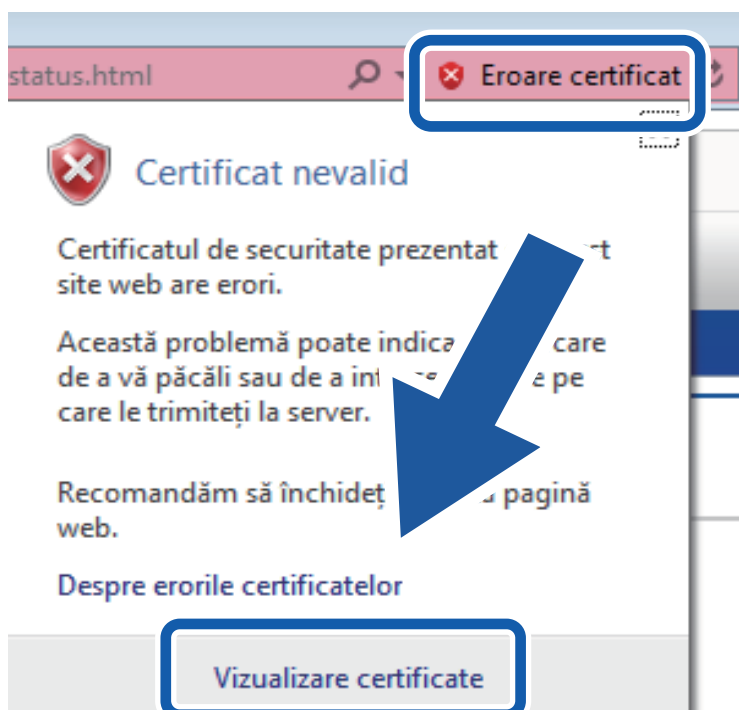 status.html
Eroare certificat
Certificat nevalid
Certificatul de securitate prezentat
site web are erori.
Această problemă poate indica care
de a vă păcăli sau de a pe
care le trimiteți la server.
Recomandăm să pagină
web.
Despre erorile certificatelor
Vizualizare certificate